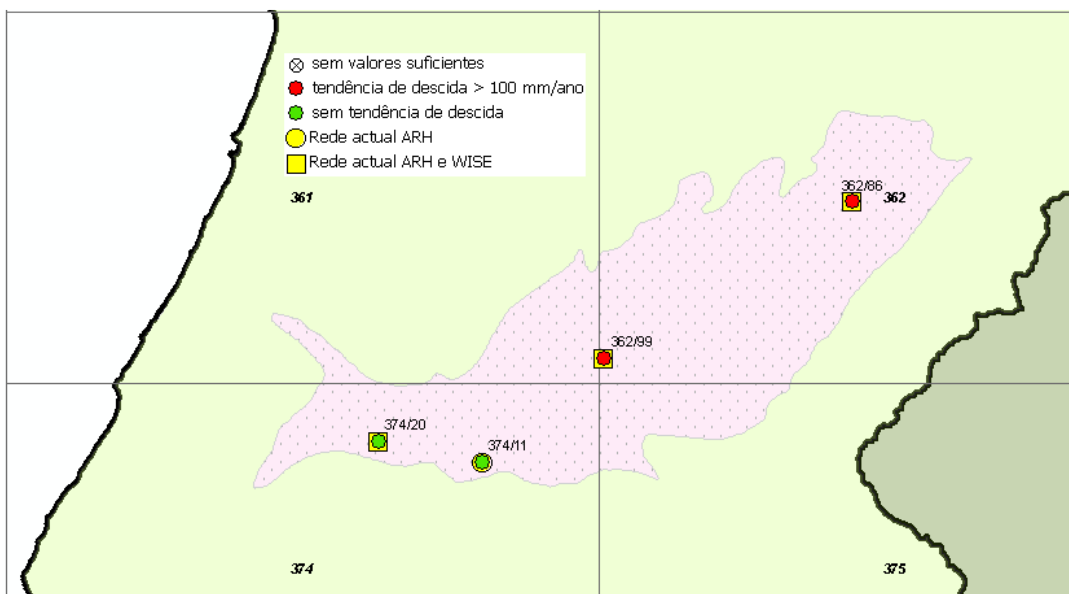 sem valores suficientes
tendência de descida > 100 mm/ano
sem tendência de descida
Rede actual ARH
Rede actual ARH e WISE
361
362/86
362
362/99
374/20
374/11
374
375